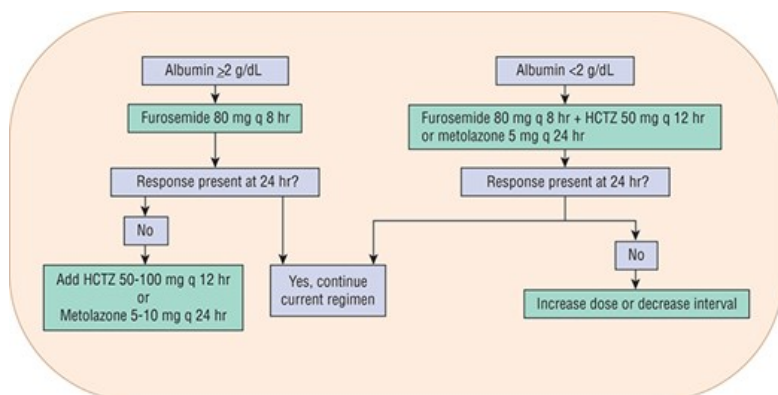 Albumin ≥2 g/dL
Furosemide 80 mg q 8 hr
Response present at 24 hr?
No
Add HCTZ 50-100 mg q 12 hr
or
Metolazone 5-10 mg q 24 hr
Yes, continue
current regimen
Albumin <2 g/dL
Furosemide 80 mg q 8 hr + HCTZ 50 mg q 12 hr
or metolazone 5 mg q 24 hr
Response present at 24 hr?
No
Increase dose or decrease interval